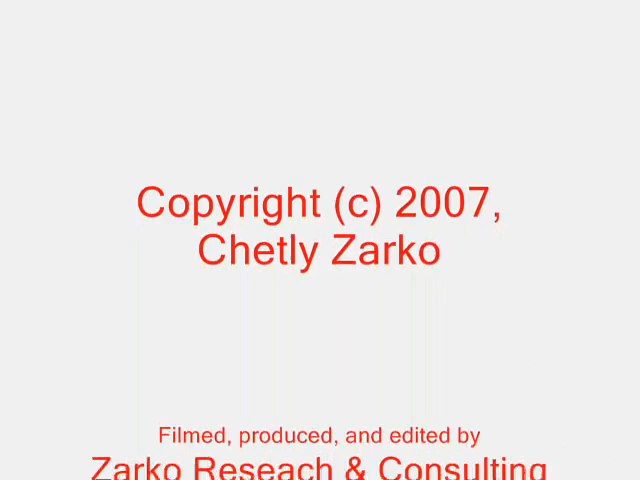 Copyright (c) 2007,
Chetly Zarko
Filmed, produced, and edited by
Zarko Reseach & Consulting